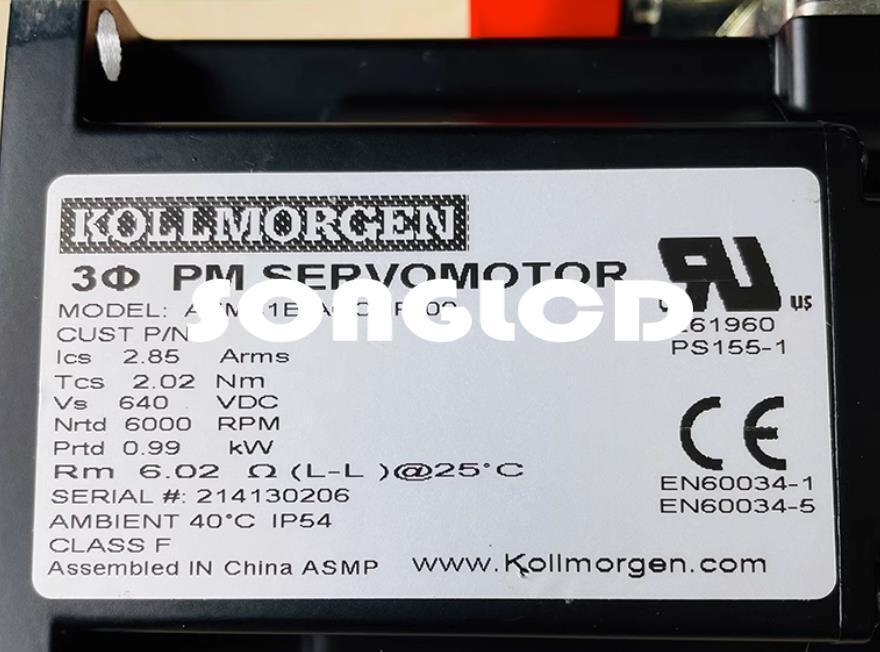 KOLLMORGEN
3Φ PM SERVOMOTOR
SONGLCD
MODEL:
CUST P/N
Ics 2.85 Arms
Tcs 2.02 Nm
Vs 640 VDC
Nrtd 6000 RPM
Prtd 0.99 kW
Rm 6.02 Ω (L-L )@25°C
SERIAL #: 214130206
AMBIENT 40°C IP54
CLASS F
Assembled IN China ASMP
www.Kollmorgen.com
us
PS155-1
CE
EN60034-1
EN60034-5